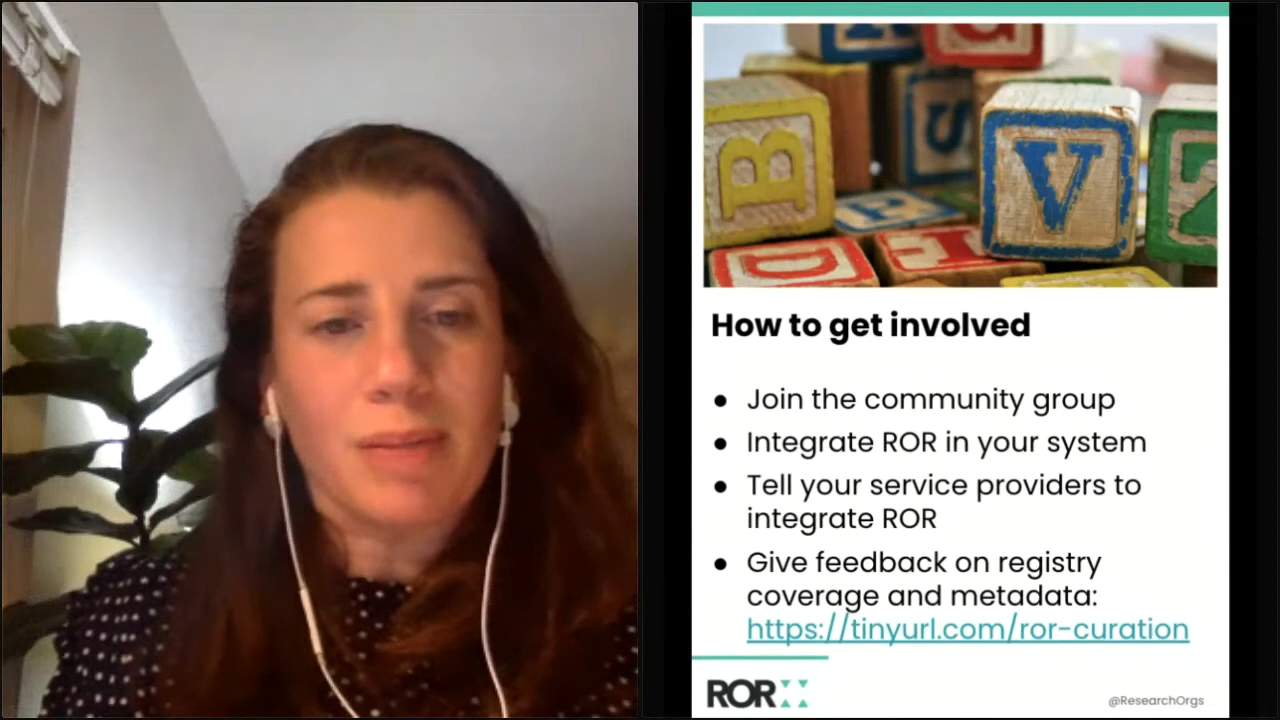 B
V
How to get involved
● Join the community group
● Integrate ROR in your system
● Tell your service providers to
integrate ROR
● Give feedback on registry
coverage and metadata:
https://tinyurl.com/ror-curation
ROR
@ResearchOrgs